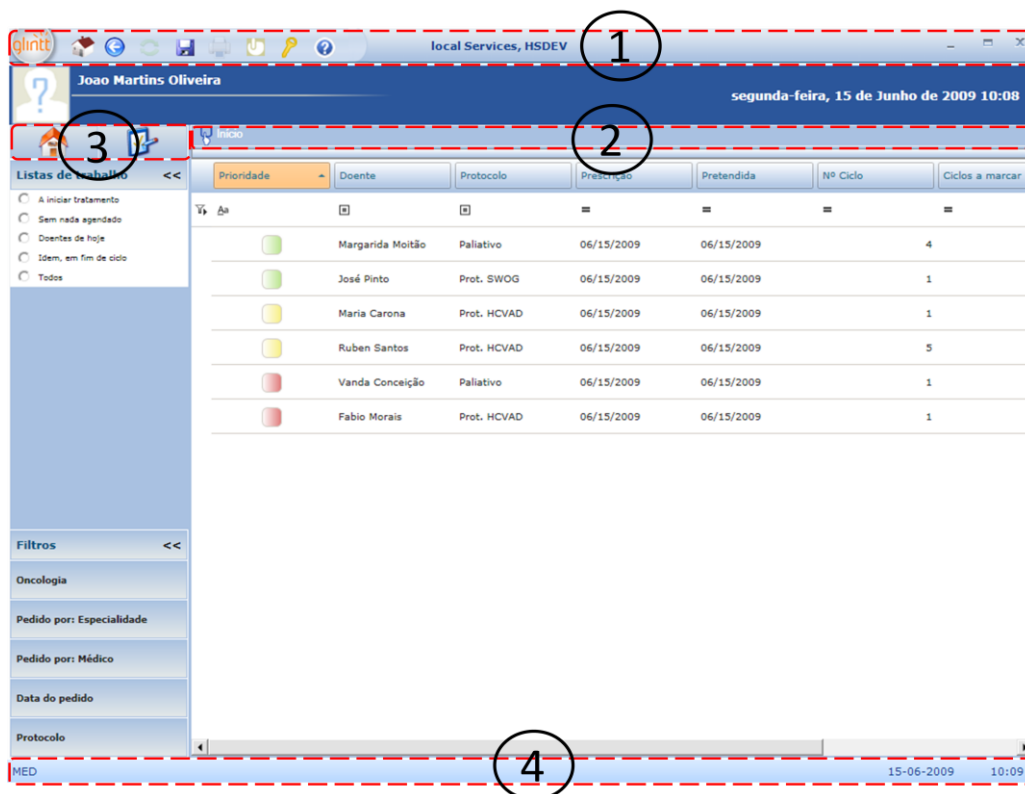 glintt local Services, HSDEV 1
Joao Martins Oliveira
segunda-feira, 15 de Junho de 2009 10:08
3 Início 2
Listas de trabalho <<
A iniciar tratamento
Sem nada agendado
Doentes de hoje
Idem, em fim de ciclo
Todos
Prioridade Doente Protocolo Prescrição Pretendida Nº Ciclo Ciclos a marcar
Aa = = = =
Margarida Moitão Paliativo 06/15/2009 06/15/2009 4
José Pinto Prot. SWOG 06/15/2009 06/15/2009 1
Maria Carona Prot. HCVAD 06/15/2009 06/15/2009 1
Ruben Santos Prot. HCVAD 06/15/2009 06/15/2009 5
Vanda Conceição Paliativo 06/15/2009 06/15/2009 1
Fabio Morais Prot. HCVAD 06/15/2009 06/15/2009 1
Filtros <<
Oncologia
Pedido por: Especialidade
Pedido por: Médico
Data do pedido
Protocolo
MED 4 15-06-2009 10:09